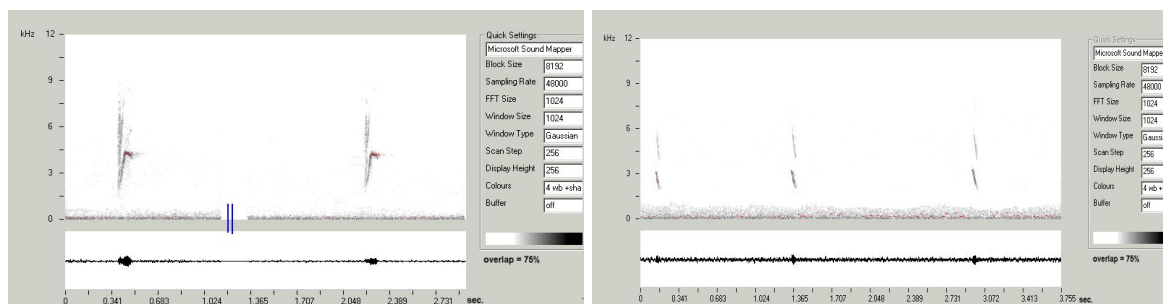 kHz
12
9
6
3
0
0 0.341 0.683 1.024 1.365 1.707 2.048 2.389 2.731 sec.
Quick Settings
Microsoft Sound Mapper
Block Size 8192
Sampling Rate 48000
FFT Size 1024
Window Size 1024
Window Type Gaussian
Scan Step 256
Display Height 256
Colours 4 wb +sha
Buffer off
overlap = 75%
kHz
12
9
6
3
0
0 0.341 0.683 1.024 1.365 1.707 2.048 2.389 2.731 3.072 3.413 3.755 sec.
Quick Settings
Microsoft Sound Mappe
Block Size 8192
Sampling Rate 48000
FFT Size 1024
Window Size 1024
Window Type Gaussi
Scan Step 256
Display Height 256
Colours 4 wb +s
Buffer off
overlap = 75%